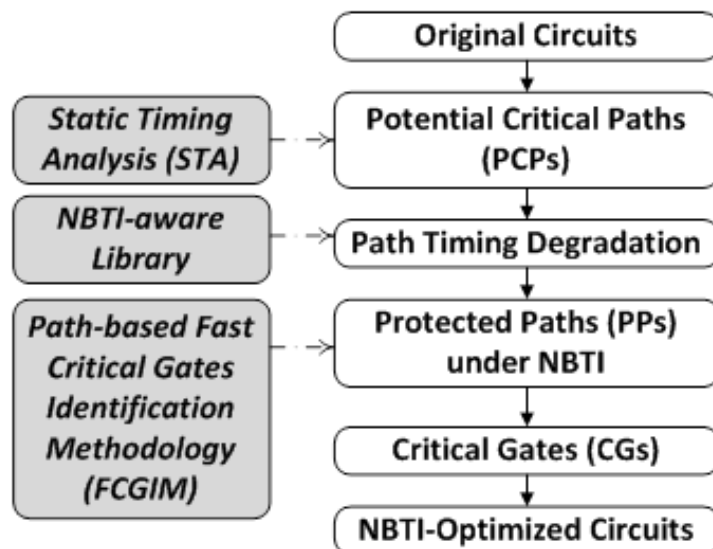 Original Circuits
Static Timing
Analysis (STA)
Potential Critical Paths
(PCPs)
NBTI-aware
Library
Path Timing Degradation
Path-based Fast
Critical Gates
Identification
Methodology
(FCGIM)
Protected Paths (PPs)
under NBTI
Critical Gates (CGs)
NBTI-Optimized Circuits